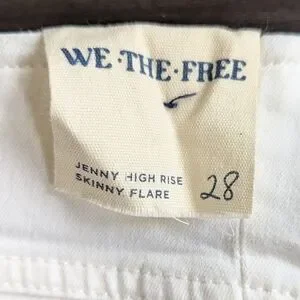 WE·THE·FREE
JENNY HIGH RISE
SKINNY FLARE
28